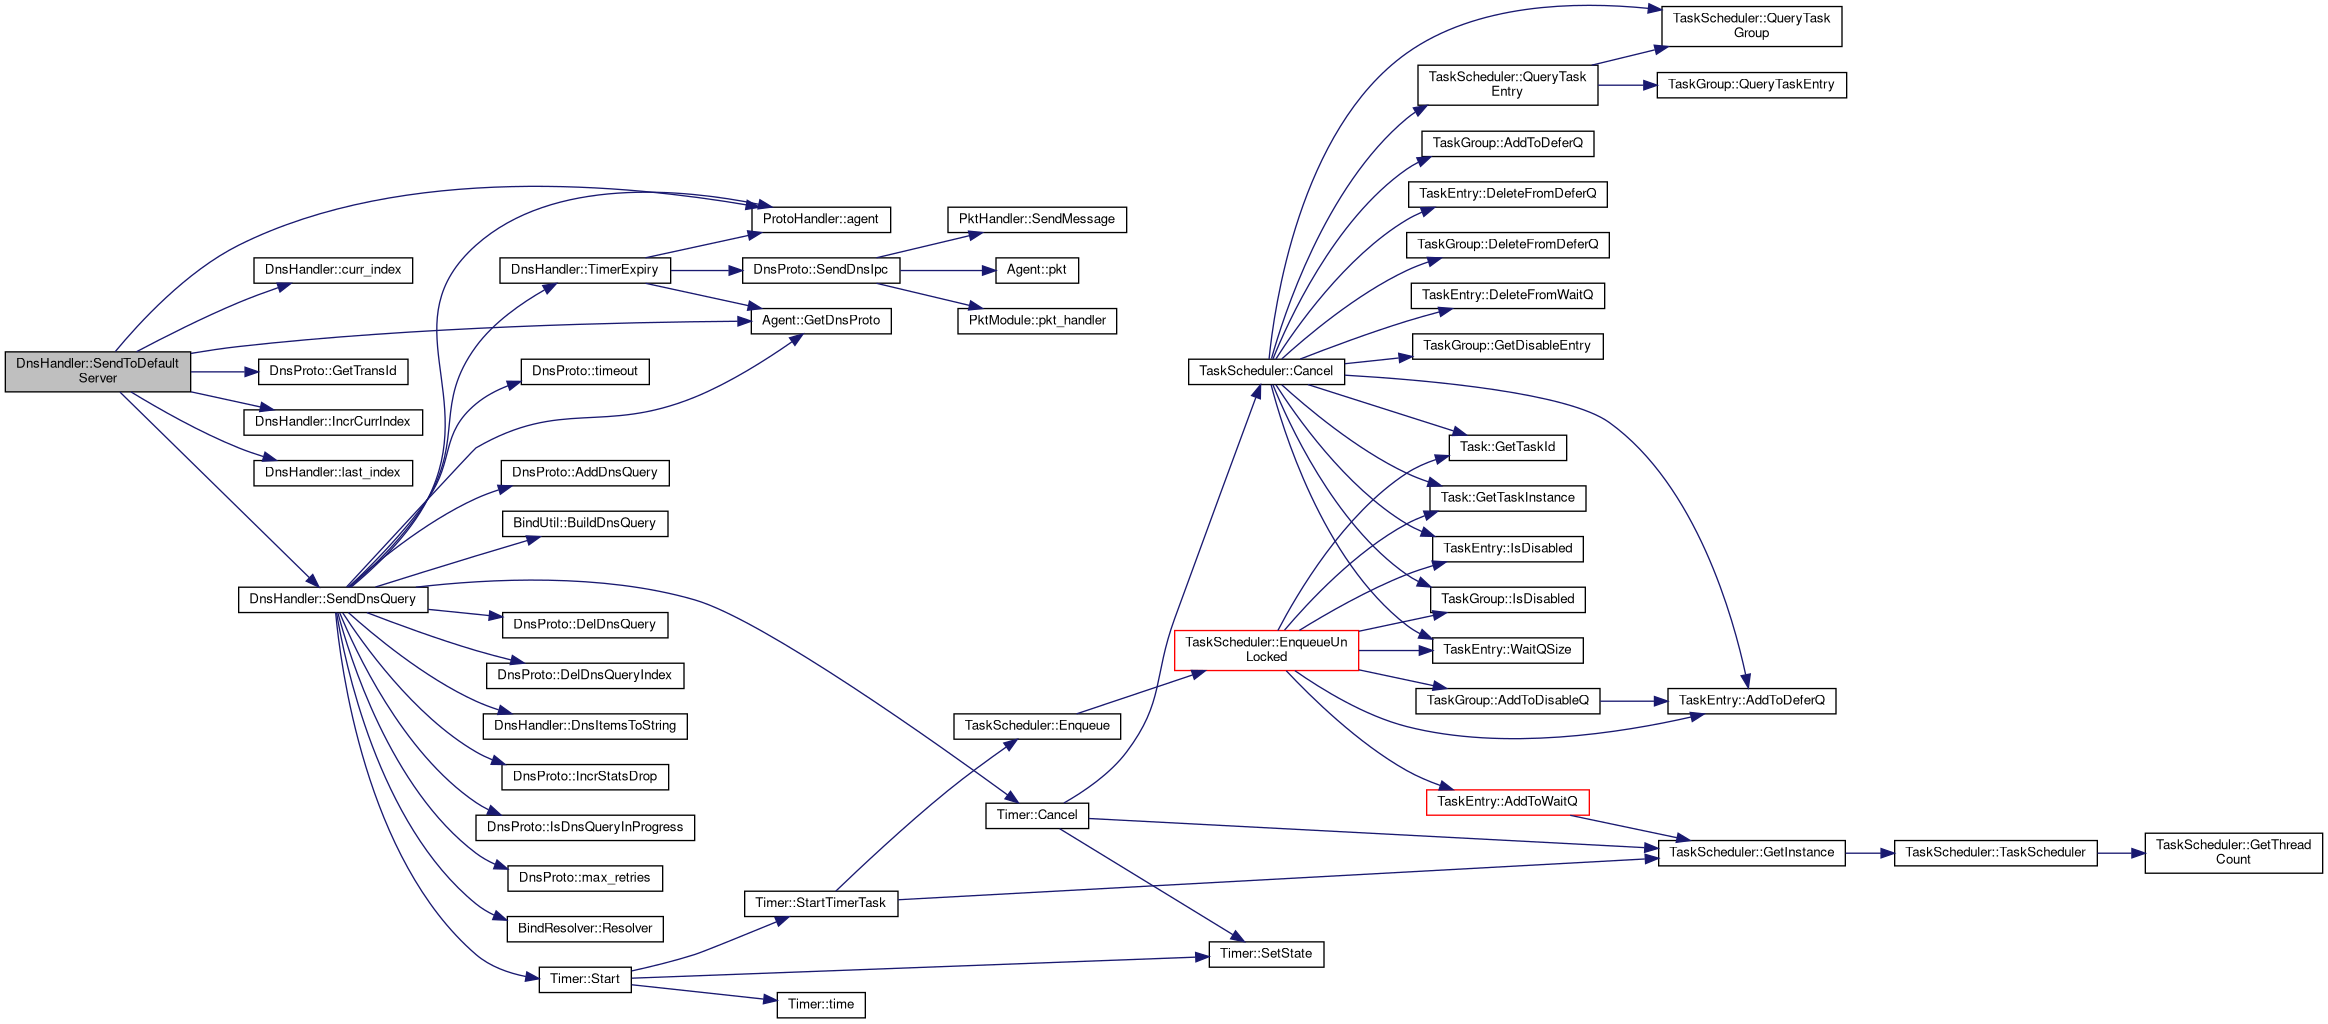 DnsHandler::SendToDefault
Server
DnsHandler::curr_index
DnsProto::GetTransId
DnsHandler::IncrCurrIndex
DnsHandler::last_index
DnsHandler::SendDnsQuery
ProtoHandler::agent
DnsHandler::TimerExpiry
DnsProto::SendDnsIpc
Agent::GetDnsProto
PktHandler::SendMessage
Agent::pkt
PktModule::pkt_handler
DnsProto::timeout
DnsProto::AddDnsQuery
BindUtil::BuildDnsQuery
DnsProto::DelDnsQuery
DnsProto::DelDnsQueryIndex
DnsHandler::DnsItemsToString
DnsProto::IncrStatsDrop
DnsProto::IsDnsQueryInProgress
DnsProto::max_retries
BindResolver::Resolver
Timer::Start
Timer::StartTimerTask
Timer::time
TaskScheduler::Enqueue
Timer::Cancel
TaskScheduler::Cancel
TaskScheduler::EnqueueUn
Locked
Timer::SetState
TaskScheduler::QueryTask
Group
TaskScheduler::QueryTask
Entry
TaskGroup::QueryTaskEntry
TaskGroup::AddToDeferQ
TaskEntry::DeleteFromDeferQ
TaskGroup::DeleteFromDeferQ
TaskEntry::DeleteFromWaitQ
TaskGroup::GetDisableEntry
Task::GetTaskId
Task::GetTaskInstance
TaskEntry::IsDisabled
TaskGroup::IsDisabled
TaskEntry::WaitQSize
TaskGroup::AddToDisableQ
TaskEntry::AddToDeferQ
TaskEntry::AddToWaitQ
TaskScheduler::GetInstance
TaskScheduler::TaskScheduler
TaskScheduler::GetThread
Count